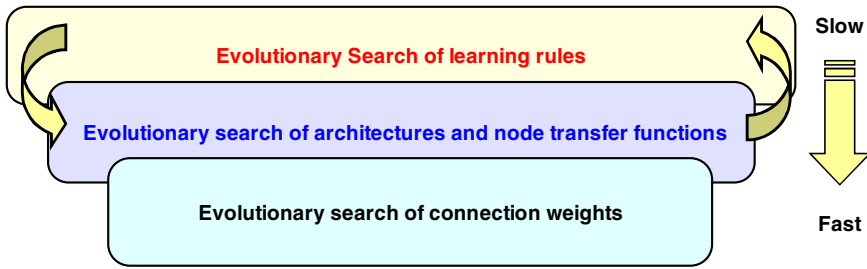 Slow
Evolutionary Search of learning rules
Evolutionary search of architectures and node transfer functions
Evolutionary search of connection weights
Fast